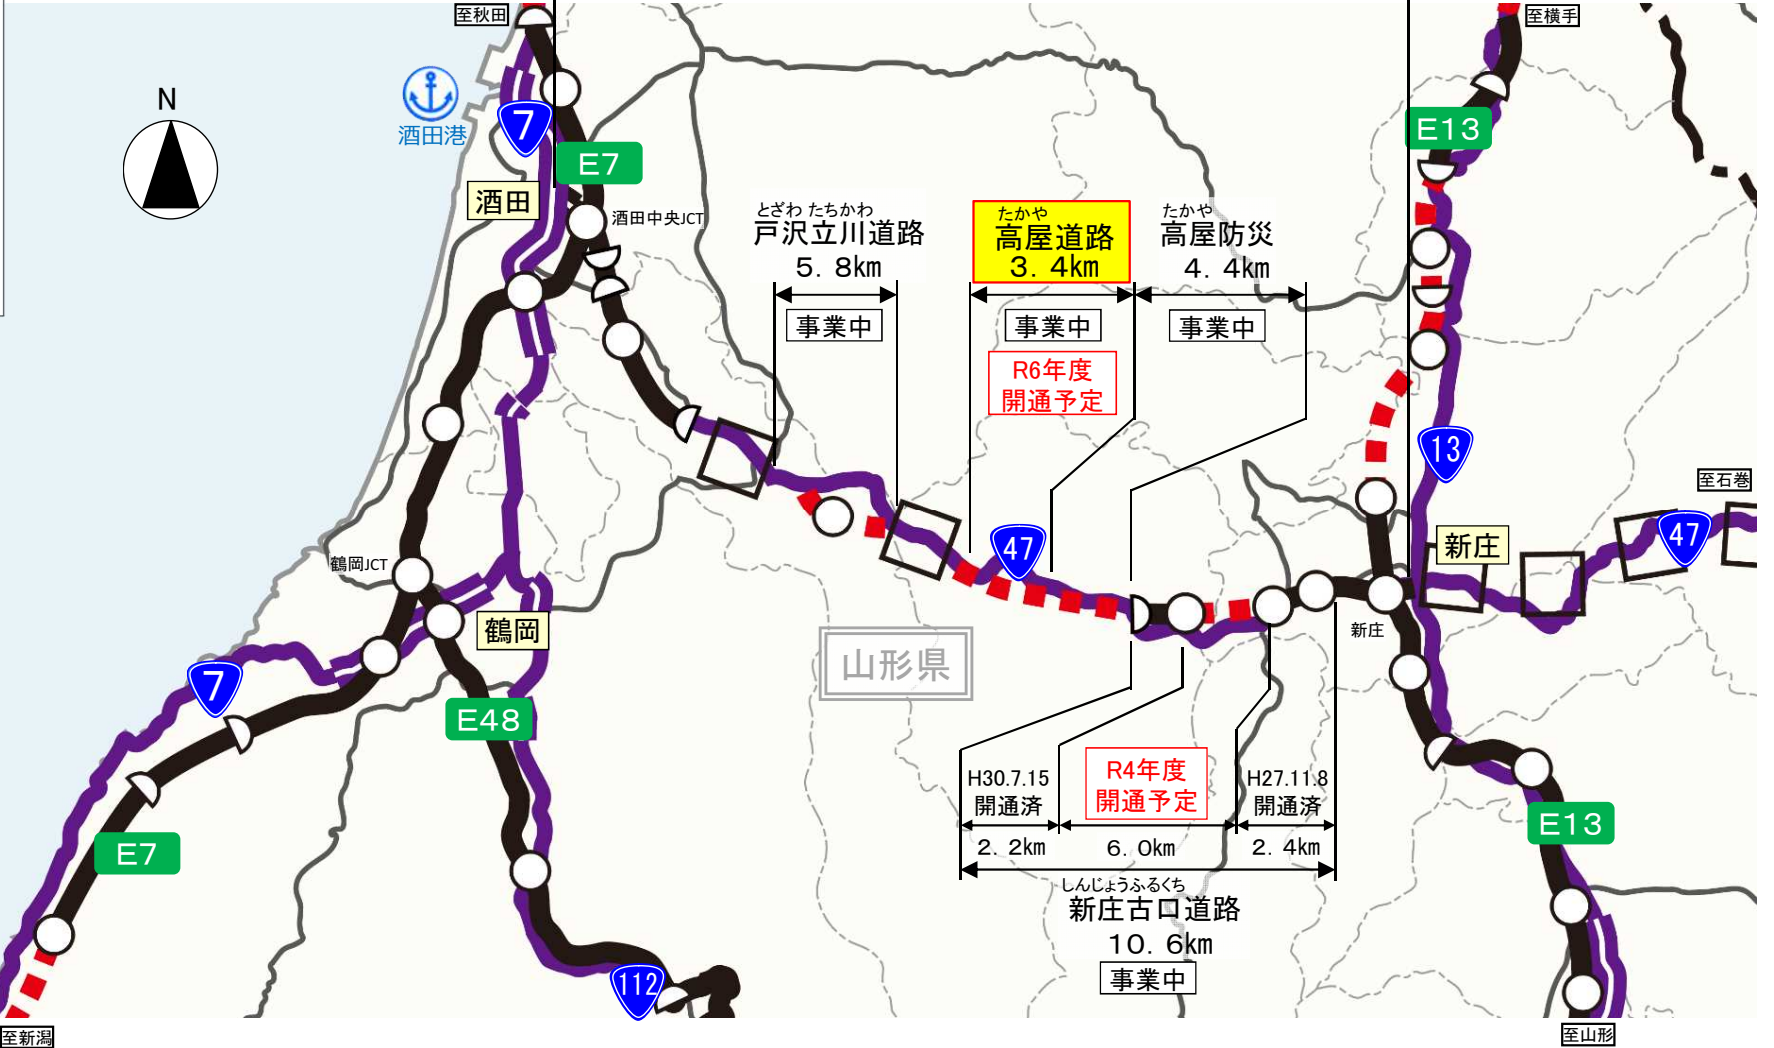 至秋田
至横手
N
酒田港
7
E7
E13
酒田
酒田中央JCT
とざわ たちかわ
戸沢立川道路
5. 8km
事業中
たかや
高屋道路
3. 4km
事業中
R6年度
開通予定
たかや
高屋防災
4. 4km
事業中
13
至石巻
47
新庄
47
鶴岡JCT
鶴岡
新庄
山形県
7
E48
H30.7.15
開通済
2. 2km
R4年度
開通予定
6. 0km
H27.11.8
開通済
2. 4km
E13
E7
しんじょうふるくち
新庄古口道路
10. 6km
事業中
112
至新潟
至山形